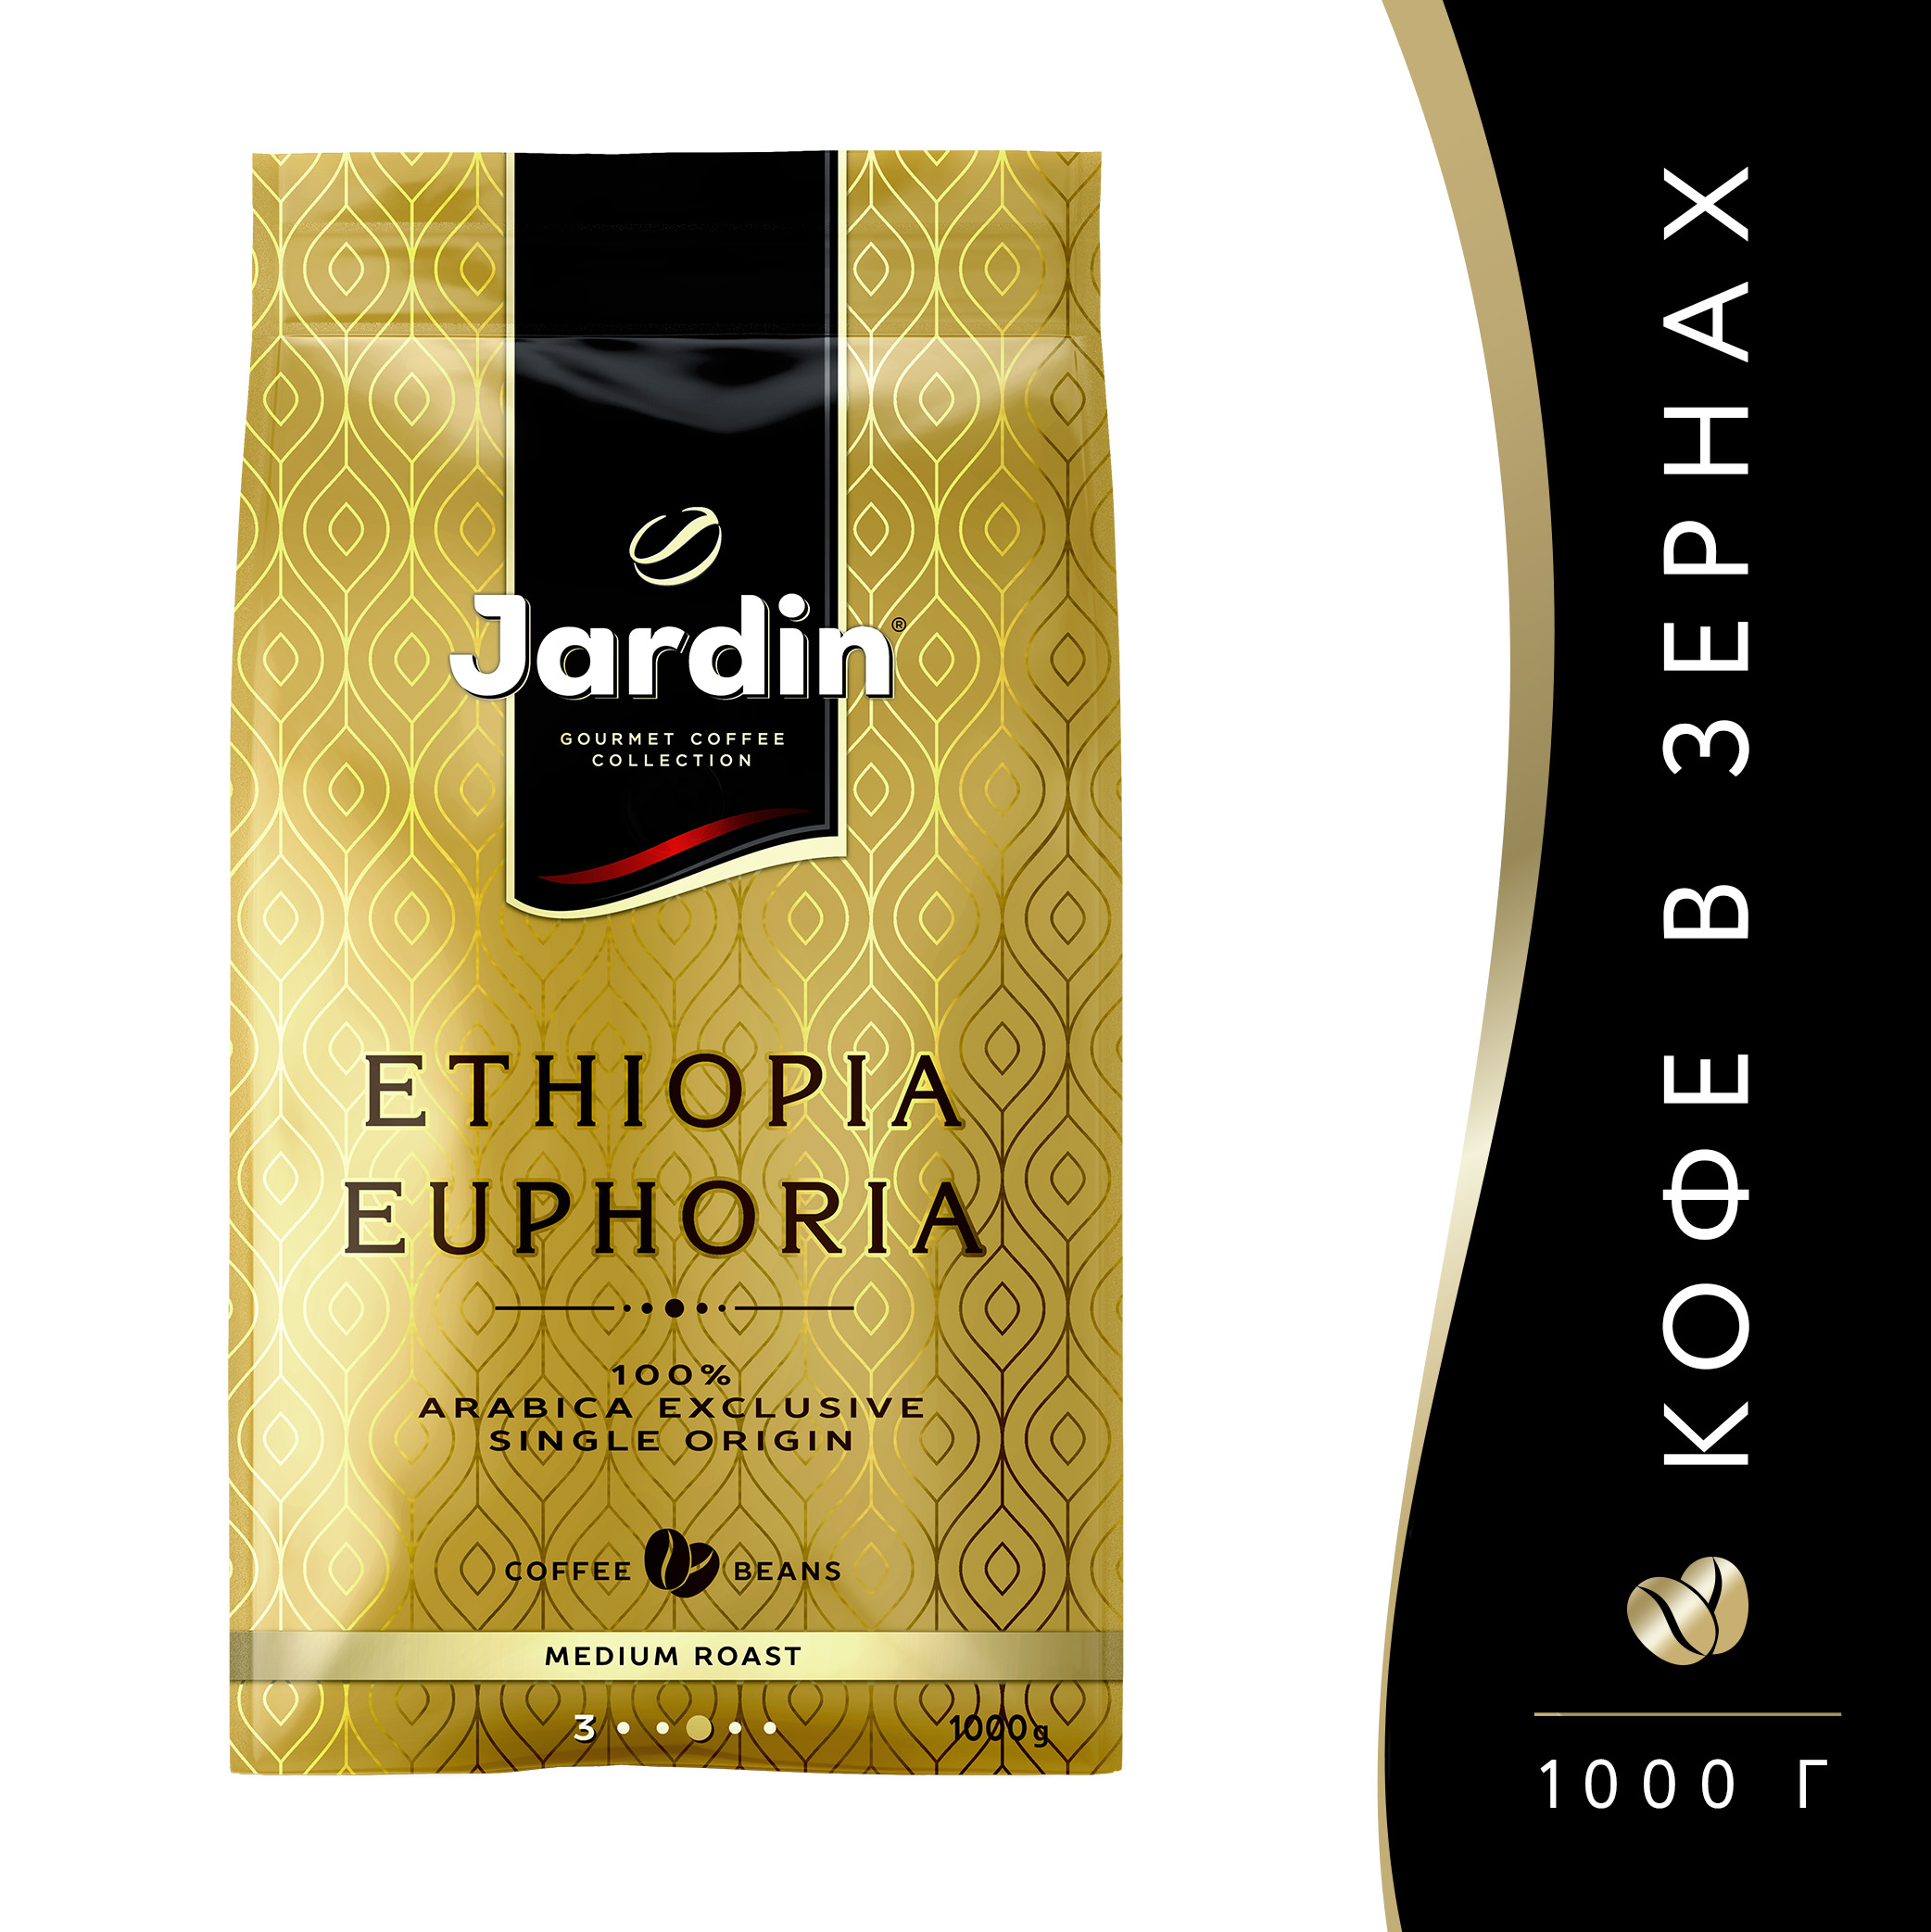 Jardin®
GOURMET COFFEE
COLLECTION
ETHIOPIA
EUPHORIA
100%
ARABICA EXCLUSIVE
SINGLE ORIGIN
COFFEE BEANS
MEDIUM ROAST
3
1000g
КОФЕ В ЗЕРНАХ
1000 Г